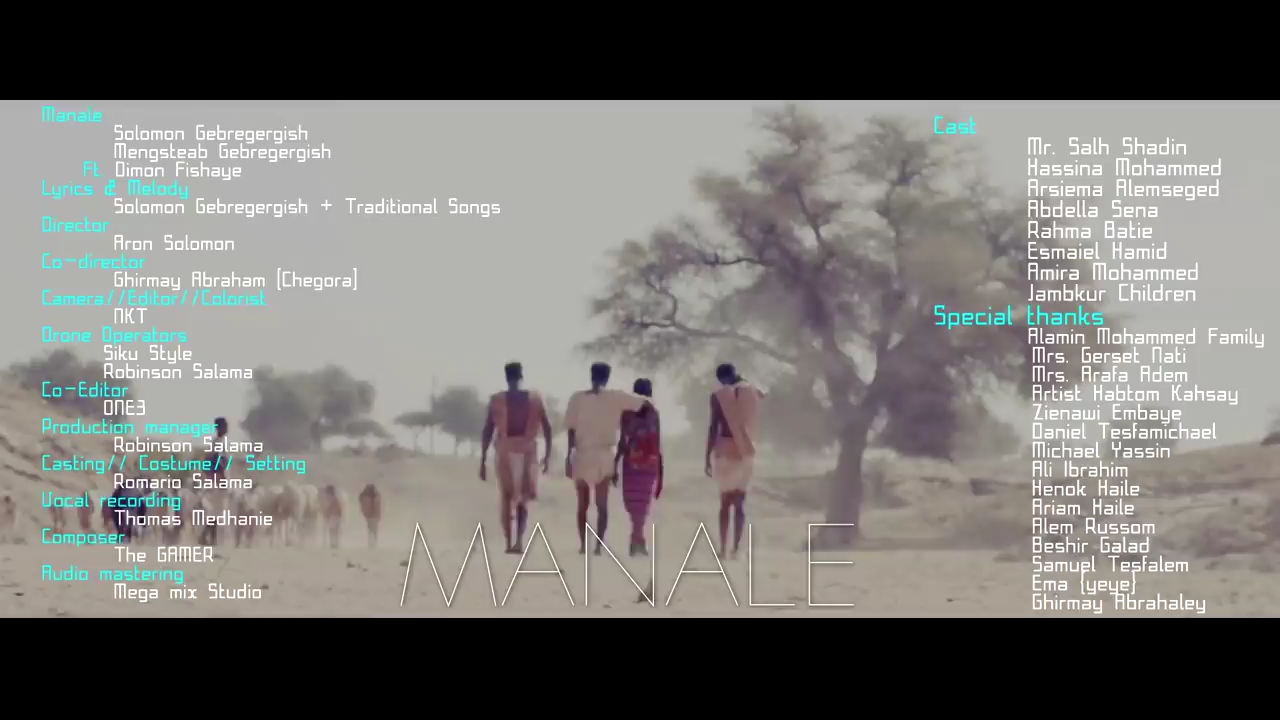 Manale
Solomon Gebregergish
Mengsteab Gebregergish
Ft. Dimon Fishaye
Lyrics & Melody
Solomon Gebregergish + Traditional Songs
Director
Aron Solomon
Co-director
Ghirmay Abraham [Chegora]
Camera//Editor//Colorist
NKT
Drone Operators
Siku Style
Robinson Salama
Co-Editor
ONE3
Production manager
Robinson Salama
Casting// Costume// Setting
Romario Salama
Vocal recording
Thomas Medhanie
Composer
The GAMER
Audio mastering
Mega mix Studio
MANALE
Cast
Mr. Salh Shadin
Hassina Mohammed
Arsiema Alemseged
Abdella Sena
Rahma Batie
Esmaiel Hamid
Amira Mohammed
Jambkur Children
Special thanks
Alamin Mohammed Family
Mrs. Gerset Nati
Mrs. Arafa Adem
Artist Habtom Kahsay
Zienawi Embaye
Daniel Tesfamichael
Michael Yassin
Ali Ibrahim
Henok Haile
Ariam Haile
Alem Russom
Beshir Galad
Samuel Tesfalem
Ema {yeye}
Ghirmay Abrahaley